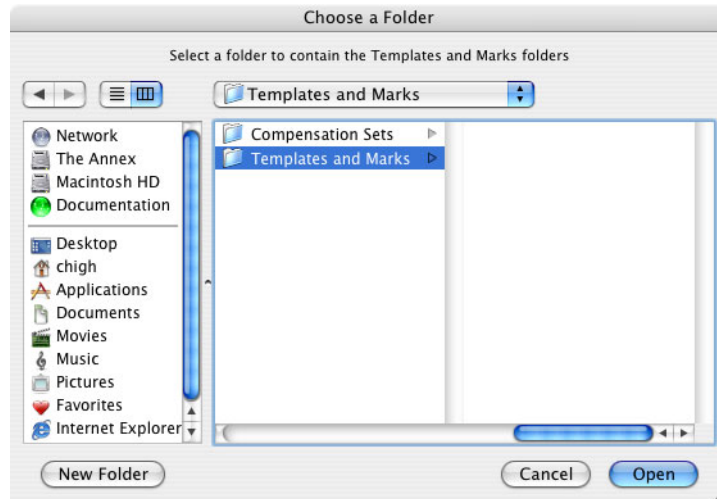 Choose a Folder
Select a folder to contain the Templates and Marks folders
Templates and Marks
Network
The Annex
Macintosh HD
Documentation
Desktop
chigh
Applications
Documents
Movies
Music
Pictures
Favorites
Internet Explorer
Compensation Sets
Templates and Marks
New Folder
Cancel
Open